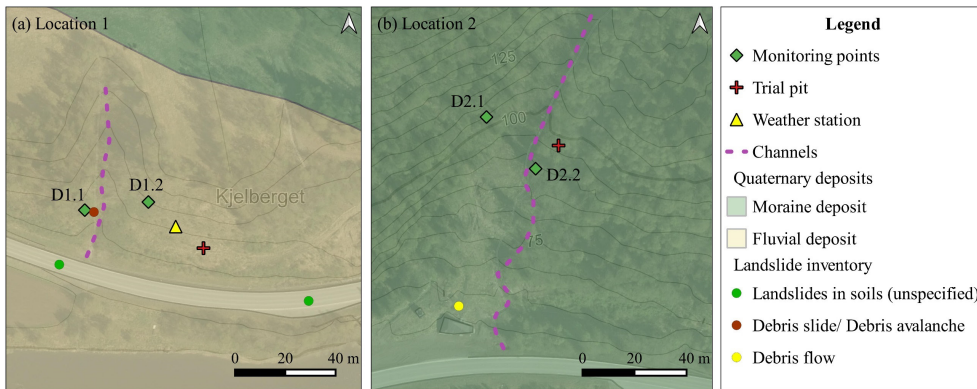 (a) Location 1
D1.1
D1.2
Kjelberget
0 20 40 m
(b) Location 2
125
D2.1
100
D2.2
75
0 20 40 m
Legend
Monitoring points
Trial pit
Weather station
Channels
Quaternary deposits
Moraine deposit
Fluvial deposit
Landslide inventory
Landslides in soils (unspecified)
Debris slide/ Debris avalanche
Debris flow